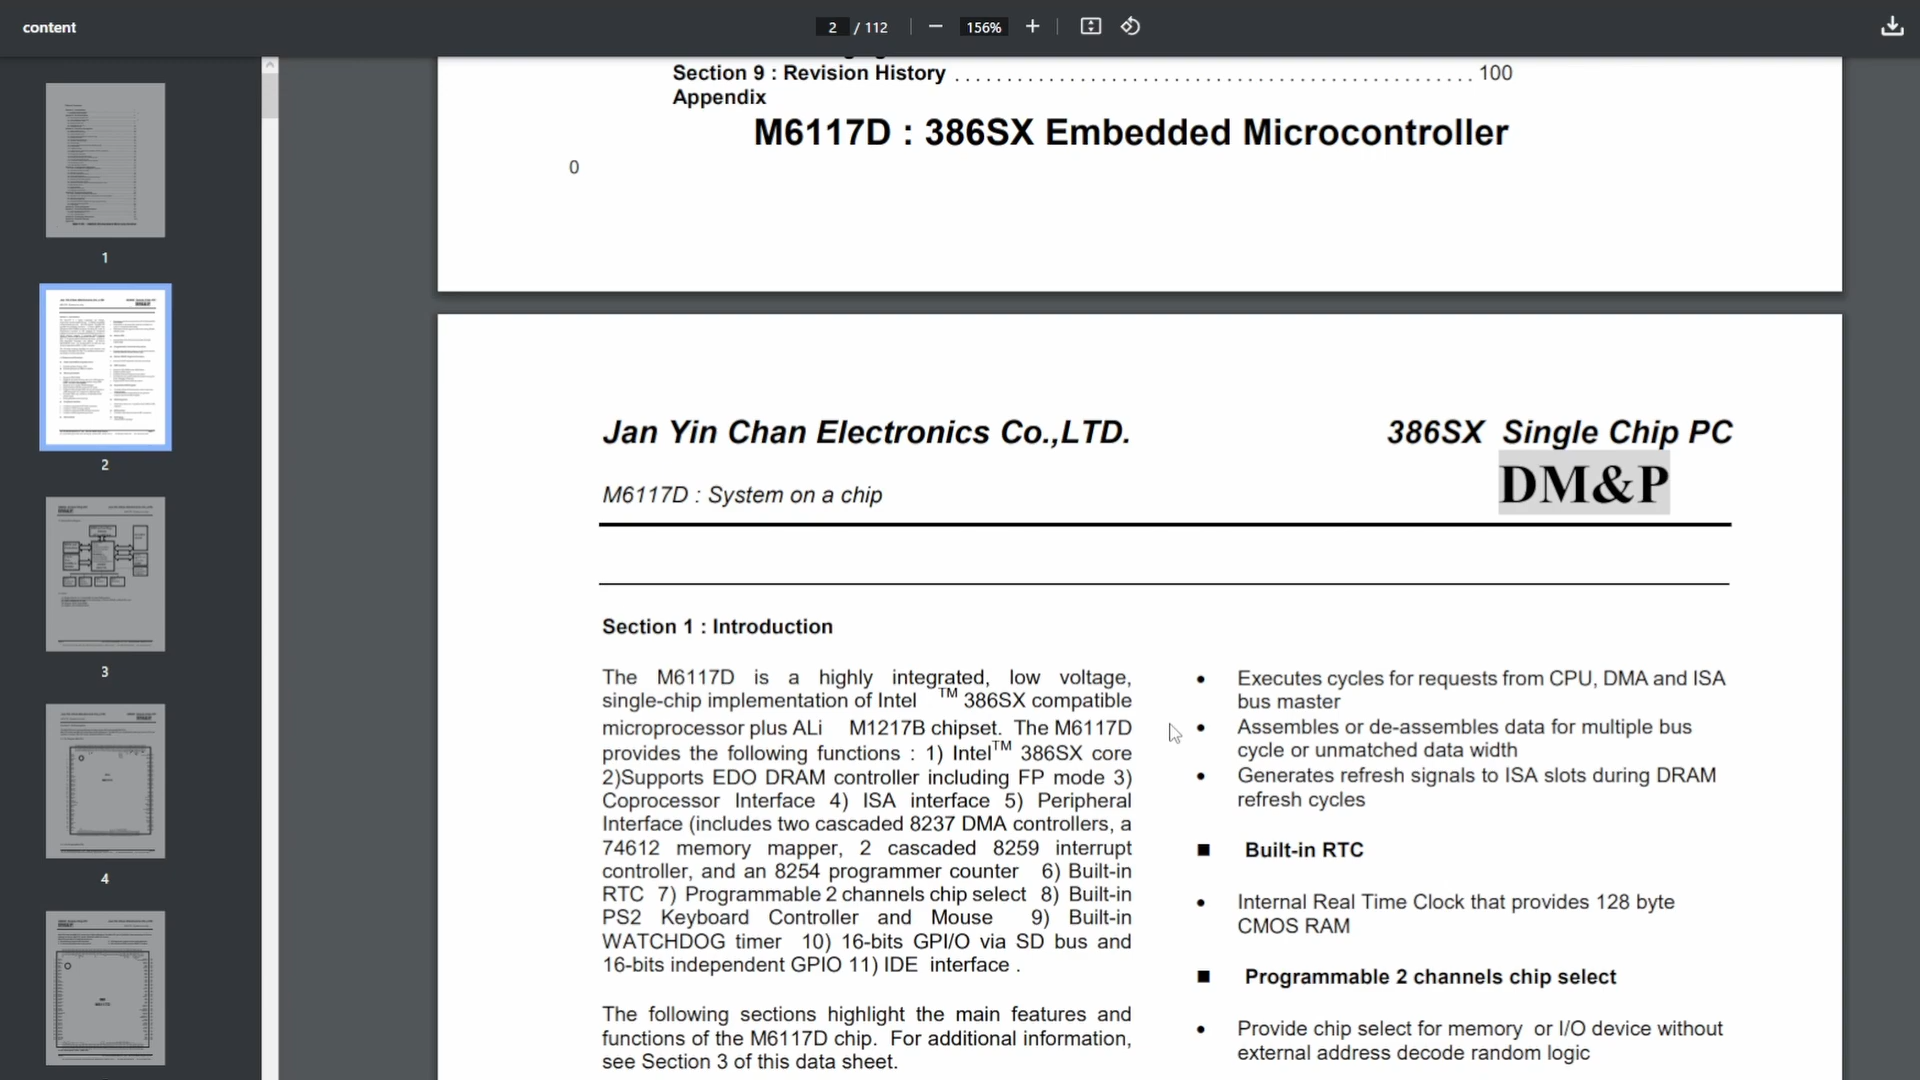 content
2 / 112
156%
Section 9 : Revision History . . . . . . . . . . . . . . . . . . . . . . . . . . . . . . . . . . . . . . . . . . . . . . . . . . . . . . 100
Appendix
M6117D : 386SX Embedded Microcontroller
0
1
2
3
4
Jan Yin Chan Electronics Co.,LTD.
386SX Single Chip PC
DM&P
M6117D : System on a chip
Section 1 : Introduction
The M6117D is a highly integrated, low voltage,
single-chip implementation of Intel TM 386SX compatible
microprocessor plus ALi M1217B chipset. The M6117D
provides the following functions : 1) IntelTM 386SX core
2)Supports EDO DRAM controller including FP mode 3)
Coprocessor Interface 4) ISA interface 5) Peripheral
Interface (includes two cascaded 8237 DMA controllers, a
74612 memory mapper, 2 cascaded 8259 interrupt
controller, and an 8254 programmer counter 6) Built-in
RTC 7) Programmable 2 channels chip select 8) Built-in
PS2 Keyboard Controller and Mouse 9) Built-in
WATCHDOG timer 10) 16-bits GPI/O via SD bus and
16-bits independent GPIO 11) IDE interface .
The following sections highlight the main features and
functions of the M6117D chip. For additional information,
see Section 3 of this data sheet.
• Executes cycles for requests from CPU, DMA and ISA
bus master
• Assembles or de-assembles data for multiple bus
cycle or unmatched data width
• Generates refresh signals to ISA slots during DRAM
refresh cycles
■ Built-in RTC
• Internal Real Time Clock that provides 128 byte
CMOS RAM
■ Programmable 2 channels chip select
• Provide chip select for memory or I/O device without
external address decode random logic